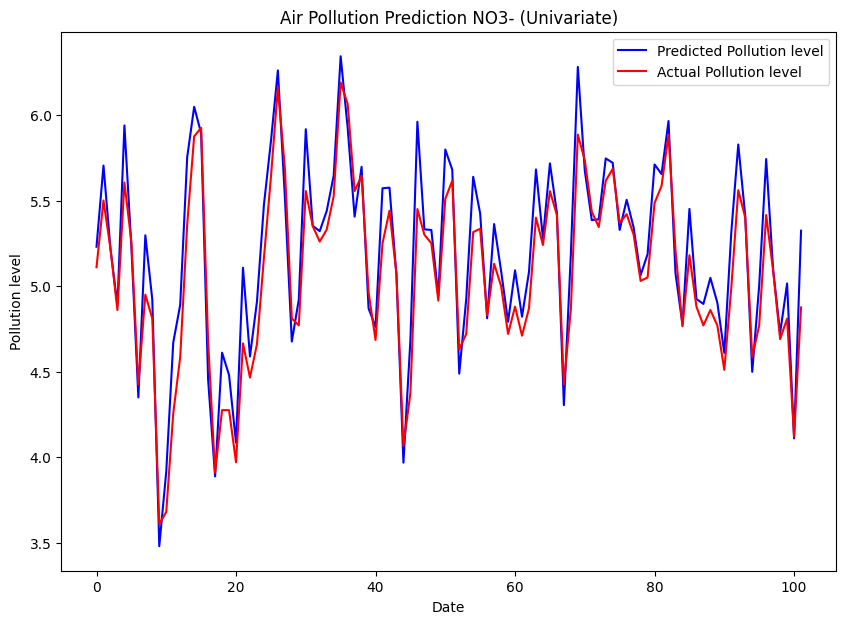 Air Pollution Prediction NO3- (Univariate)
Predicted Pollution level
Actual Pollution level
6.0
5.5
5.0
4.5
4.0
3.5
Pollution level
0
20
40
60
80
100
Date